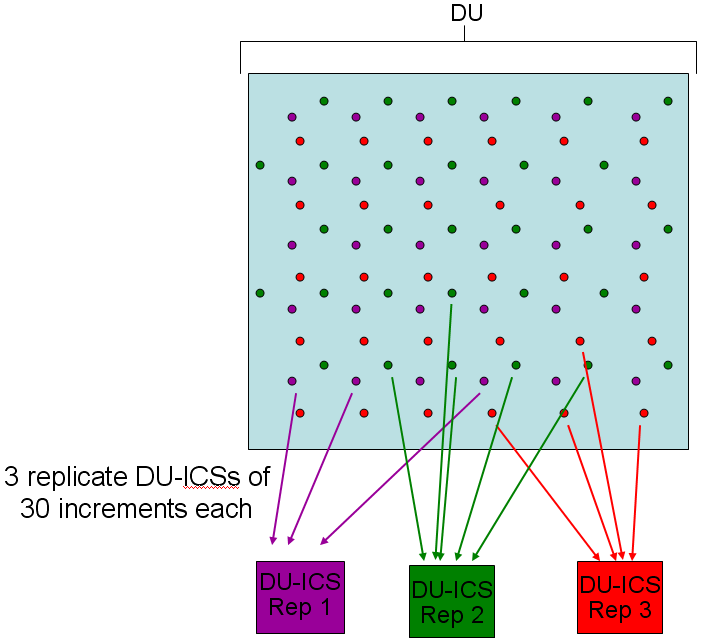 DU
3 replicate DU-ICSs of
30 increments each
DU-ICS
Rep 1
DU-ICS
Rep 2
DU-ICS
Rep 3